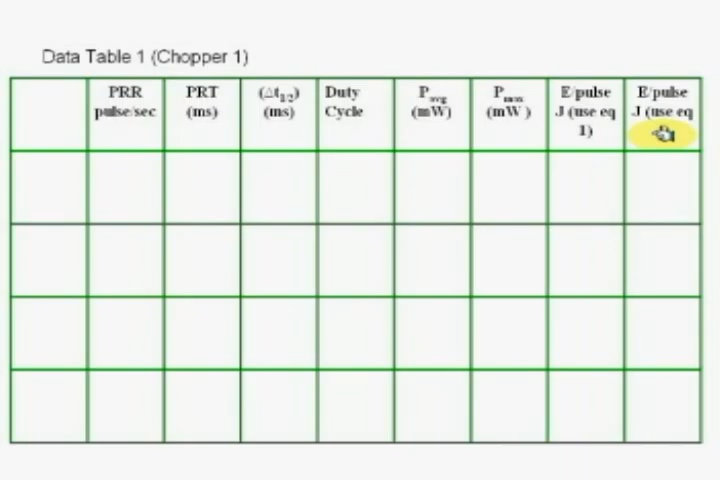 Data Table 1 (Chopper 1)
PRR
pulse/sec
PRT
(ms)
(Δt1/2)
(ms)
Duty
Cycle
Pavg
(mW)
Pmax
(mW )
E/pulse
J (use eq
1)
E/pulse
J (use eq